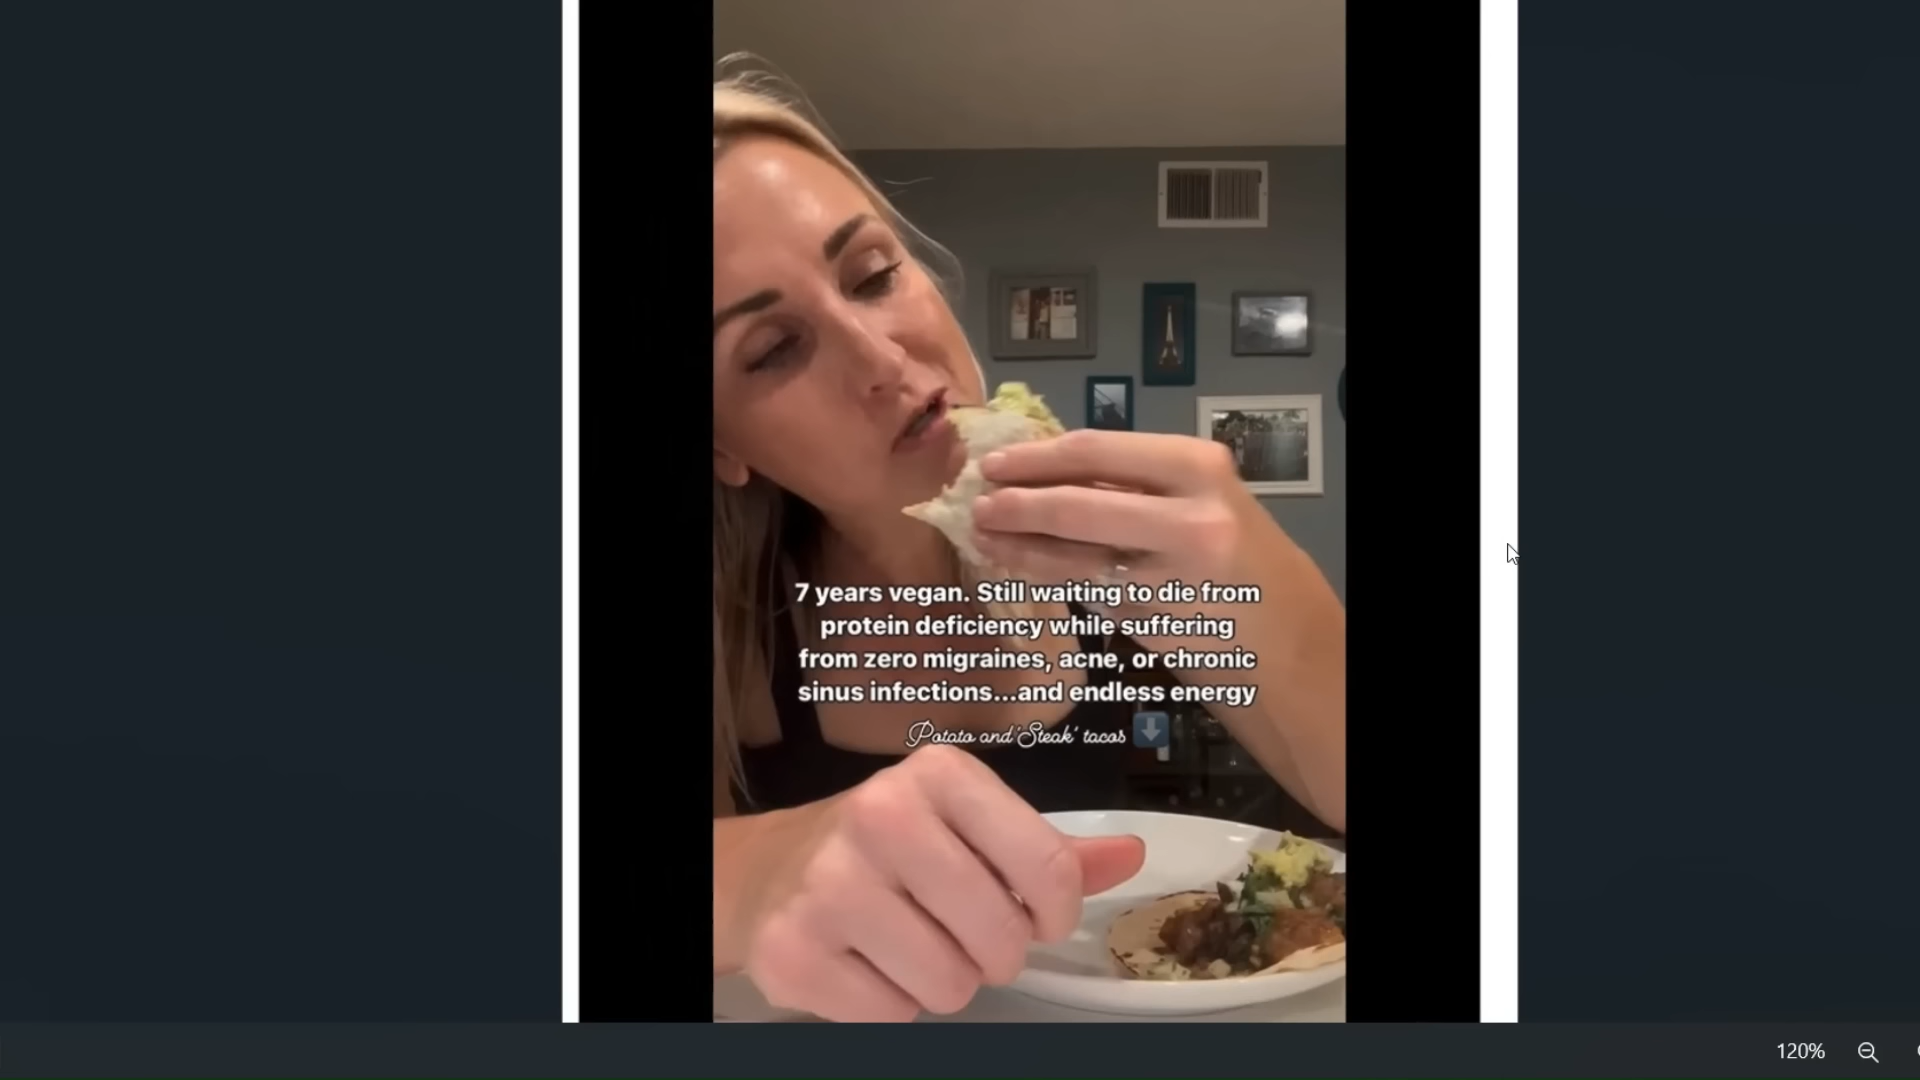 7 years vegan. Still waiting to die from
protein deficiency while suffering
from zero migraines, acne, or chronic
sinus infections...and endless energy
Potato and 'Steak' tacos
120%